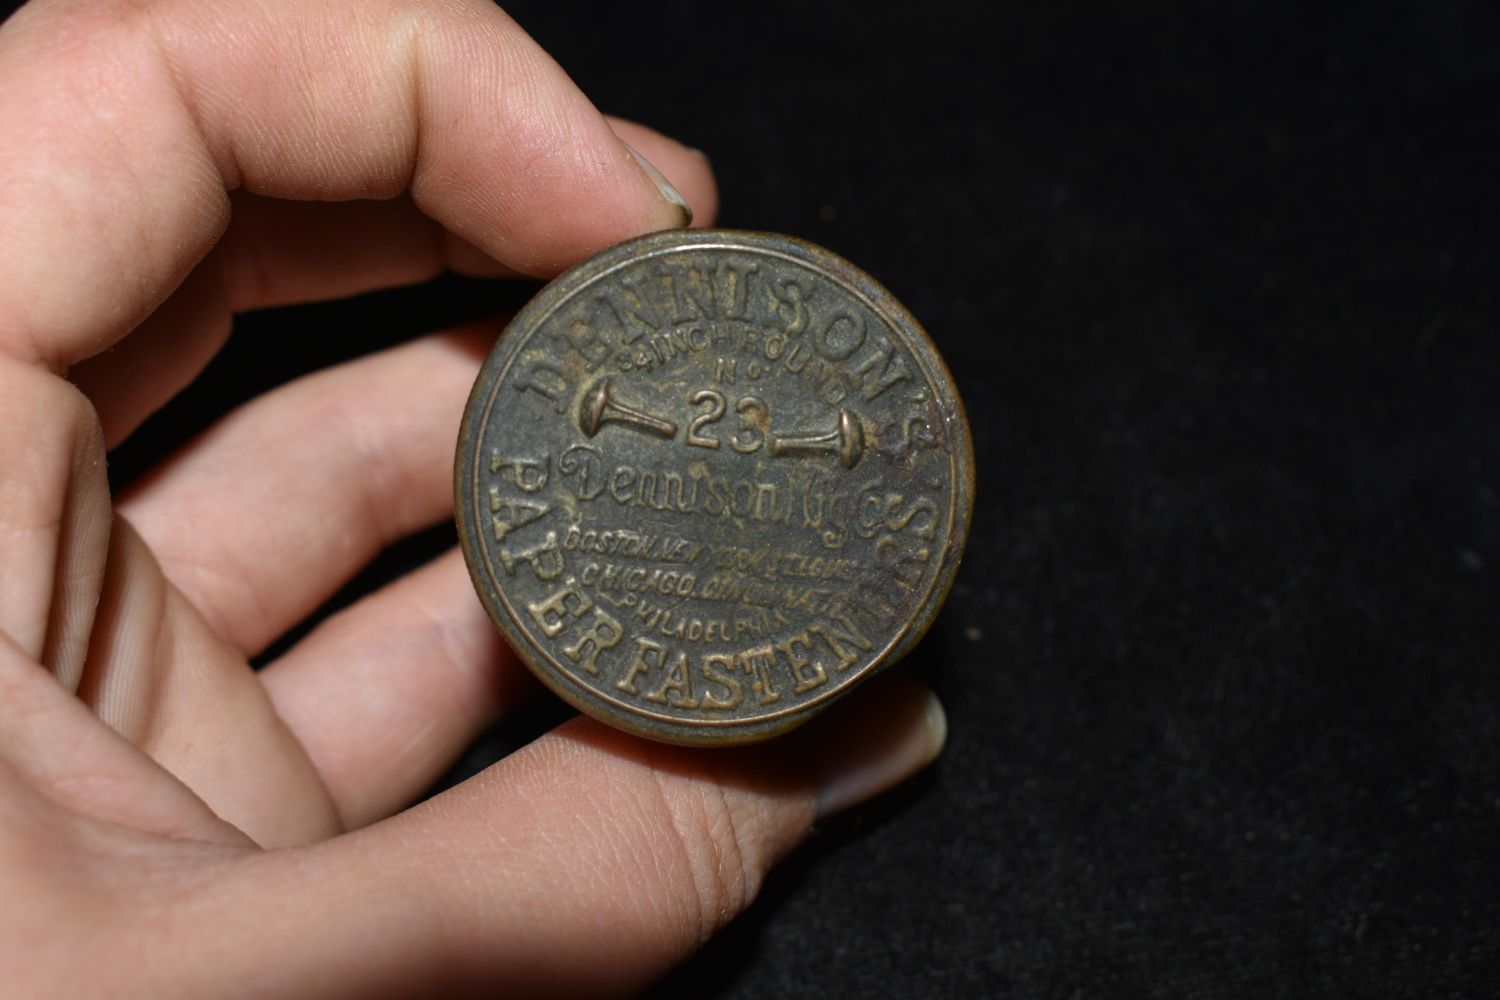 DENNISON'S
3/4 INCH ROUND
No.
23
Dennison Mfg Co
BOSTON, NEW YORK, ST LOUIS
CHICAGO, CINCINNATI
PHILADELPHIA
PAPER FASTENERS